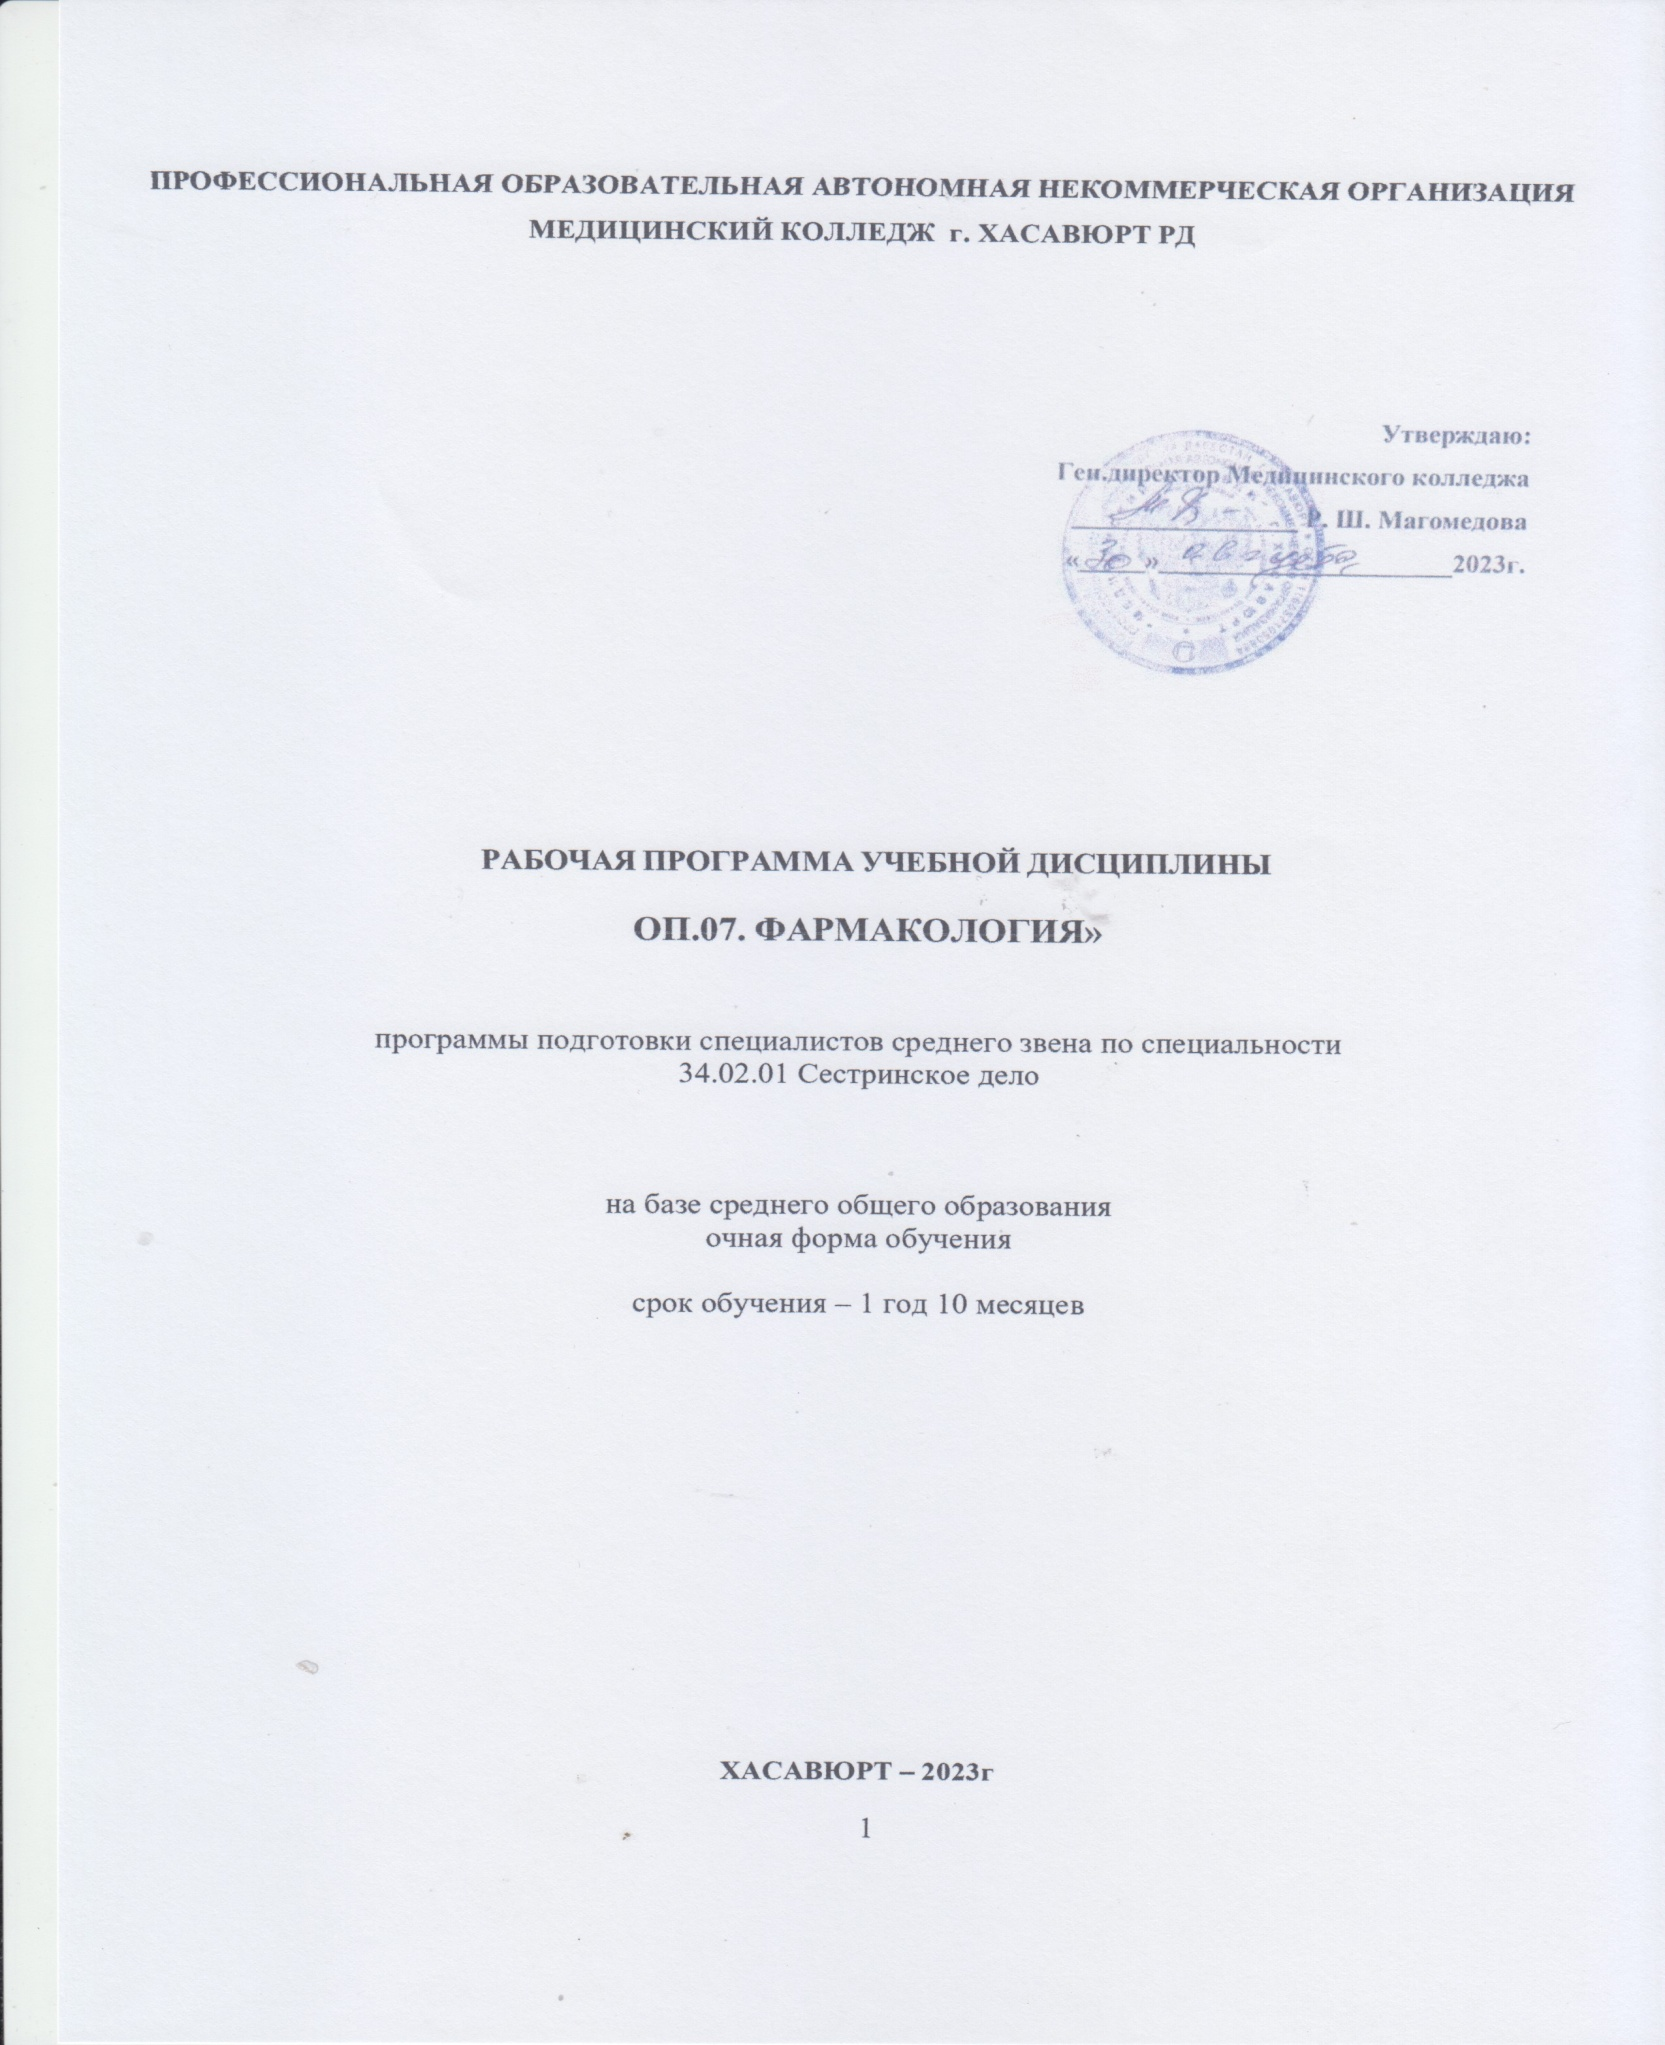 ПРОФЕССИОНАЛЬНАЯ ОБРАЗОВАТЕЛЬНАЯ АВТОНОМНАЯ НЕКОММЕРЧЕСКАЯ ОРГАНИЗАЦИЯ
МЕДИЦИНСКИЙ КОЛЛЕДЖ г. ХАСАВЮРТ РД
Утверждаю:
Ген.директор Медицинского колледжа
Ш. Магомедова
«30» августа 2023г.
РАБОЧАЯ ПРОГРАММА УЧЕБНОЙ ДИСЦИПЛИНЫ
ОП.07. ФАРМАКОЛОГИЯ»
программы подготовки специалистов среднего звена по специальности
34.02.01 Сестринское дело
на базе среднего общего образования
очная форма обучения
срок обучения – 1 год 10 месяцев
ХАСАВЮРТ – 2023г
1